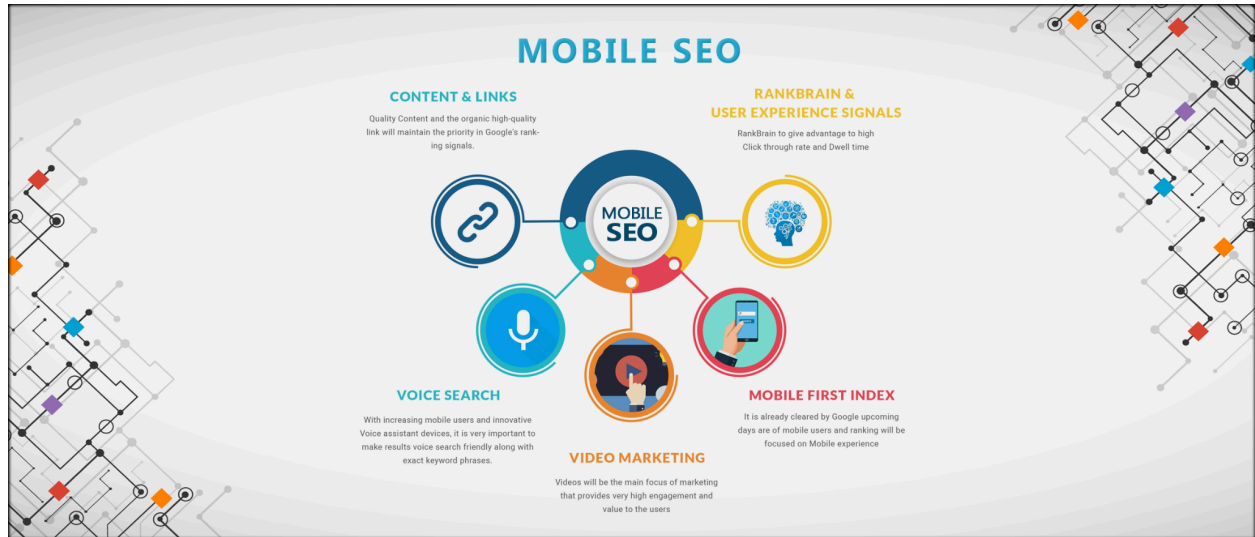 MOBILE SEO
CONTENT & LINKS
Quality Content and the organic high-quality
link will maintain the priority in Google's rank-
ing signals.
RANKBRAIN &
USER EXPERIENCE SIGNALS
RankBrain to give advantage to high
Click through rate and Dwell time
MOBILE
SEO
VOICE SEARCH
With increasing mobile users and innovative
Voice assistant devices, it is very important to
make results voice search friendly along with
exact keyword phrases.
VIDEO MARKETING
Videos will be the main focus of marketing
that provides very high engagement and
value to the users
MOBILE FIRST INDEX
It is already cleared by Google upcoming
days are of mobile users and ranking will be
focused on Mobile experience